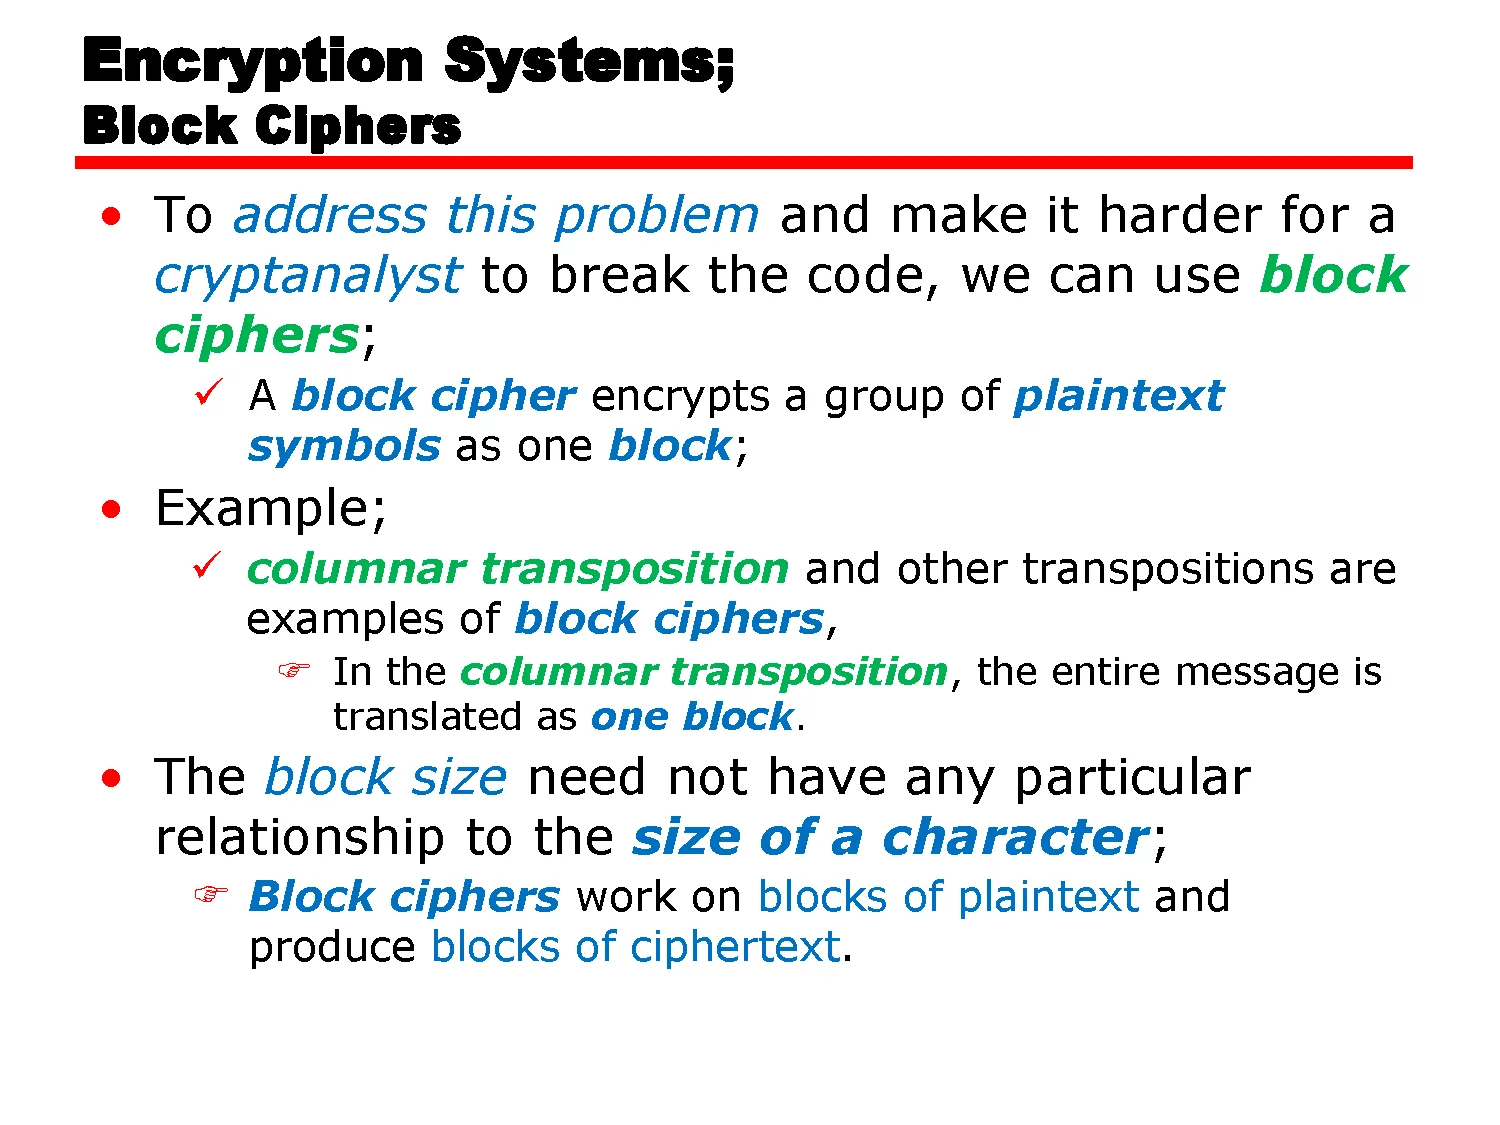 Encryption Systems;
Block Ciphers
• To address this problem and make it harder for a
cryptanalyst to break the code, we can use block
ciphers;
✓ A block cipher encrypts a group of plaintext
symbols as one block;
• Example;
✓ columnar transposition and other transpositions are
examples of block ciphers,
☞ In the columnar transposition, the entire message is
translated as one block.
• The block size need not have any particular
relationship to the size of a character;
☞ Block ciphers work on blocks of plaintext and
produce blocks of ciphertext.